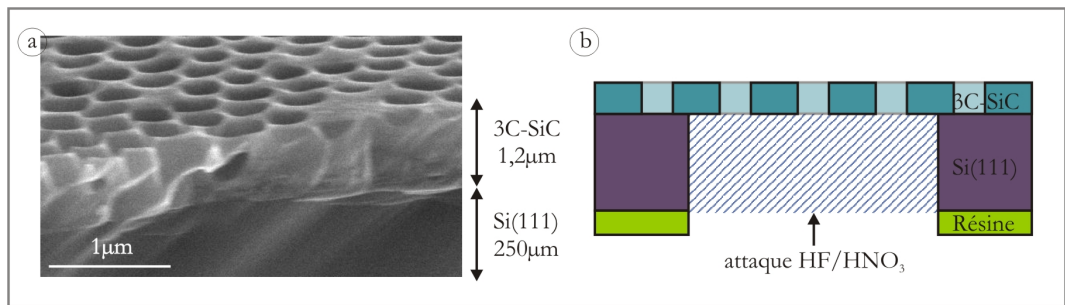 a
3C-SiC
1,2µm
Si(111)
250µm
1µm
b
3C-SiC
Si(111)
Résine
attaque HF/HNO₃